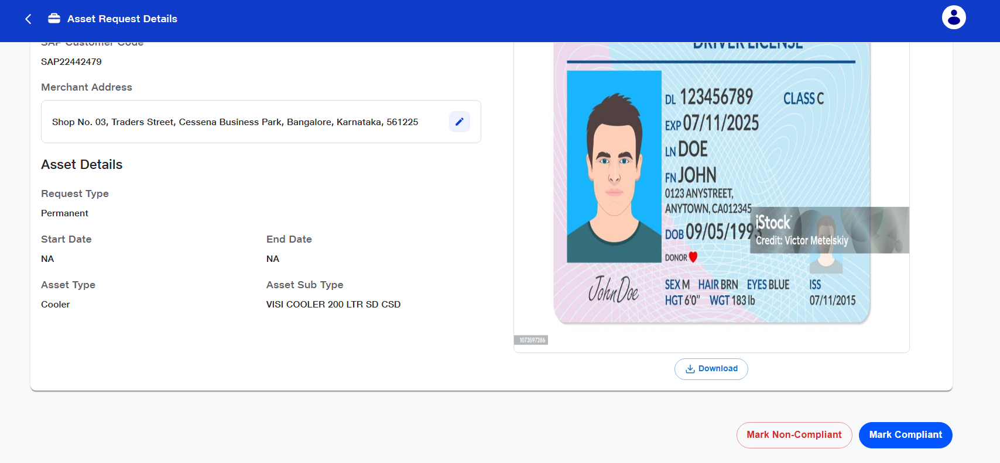 Asset Request Details
SAP Customer Code
SAP22442479
Merchant Address
Shop No. 03, Traders Street, Cessena Business Park, Bangalore, Karnataka, 561225
Asset Details
Request Type
Permanent
Start Date
End Date
NA
NA
Asset Type
Asset Sub Type
Cooler
VISI COOLER 200 LTR SD CSD
DRIVER LICENSE
DL 123456789 CLASS C
EXP 07/11/2025
LN DOE
FN JOHN
0123 ANYSTREET,
ANYTOWN, CA012345
DOB 09/05/1993
iStock
Credit: Victor Metelskiy
DONOR
John Doe
SEX M HAIR BRN EYES BLUE ISS
HGT 6'0" WGT 183 lb 07/11/2015
1073597286
Download
Mark Non-Compliant
Mark Compliant